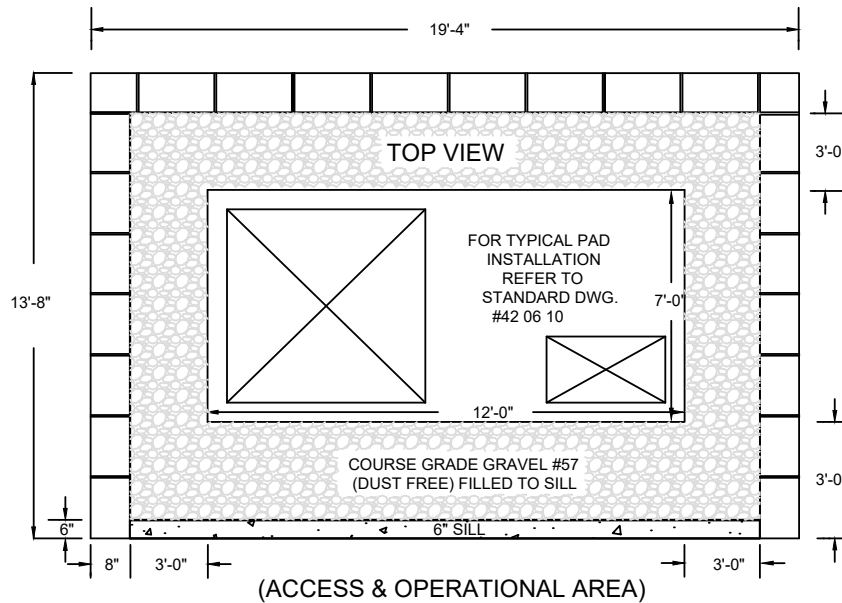 19'-4"
TOP VIEW
3'-0
FOR TYPICAL PAD
INSTALLATION
REFER TO
STANDARD DWG.
#42 06 10
13'-8"
7'-0"
12'-0"
COURSE GRADE GRAVEL #57
(DUST FREE) FILLED TO SILL
3'-0
6"
6" SILL
8"
3'-0"
3'-0"
(ACCESS & OPERATIONAL AREA)